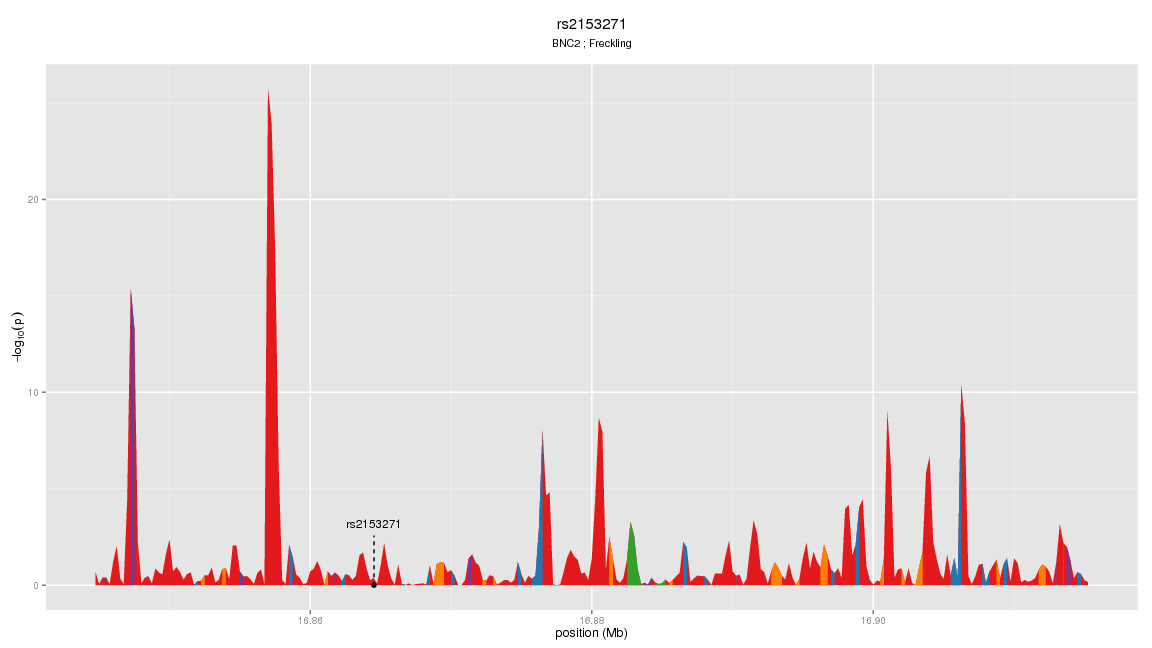 rs2153271
BNC2 ; Freckling
−log10(p)
20
10
0
rs2153271
16.86
16.88
16.90
position (Mb)